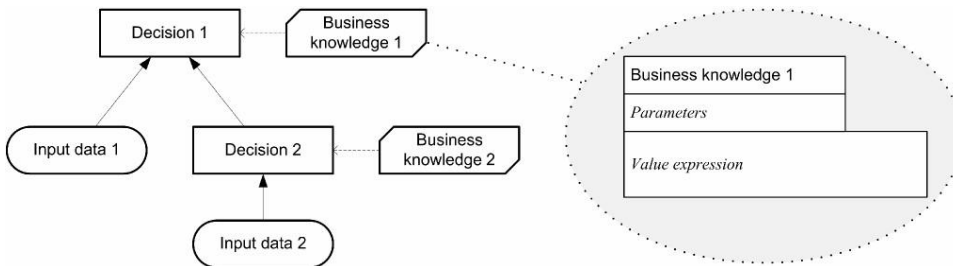 Decision 1
Business
knowledge 1
Business knowledge 1
Parameters
Input data 1
Decision 2
Business
knowledge 2
Value expression
Input data 2